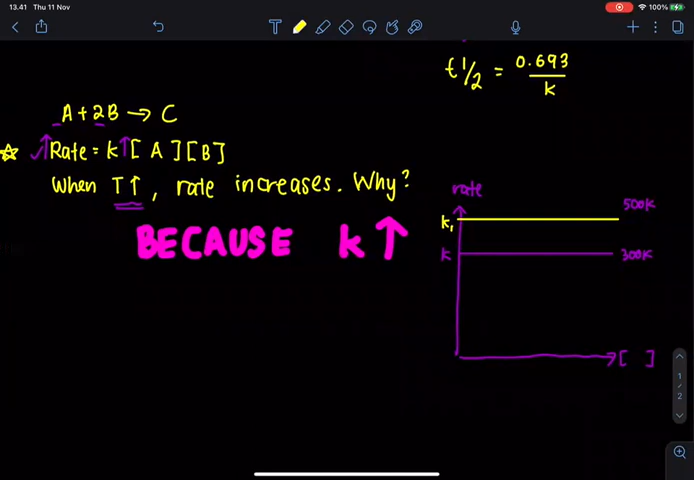 13.41 Thu 11 Nov
100%
t 1/2 = 0.693 / k
A + 2B → C
Rate = k↑ [ A ] [ B ]
When T↑, rate increases. Why?
BECAUSE k ↑
rate
500K
k₁
k
300K
[ ]
1
2